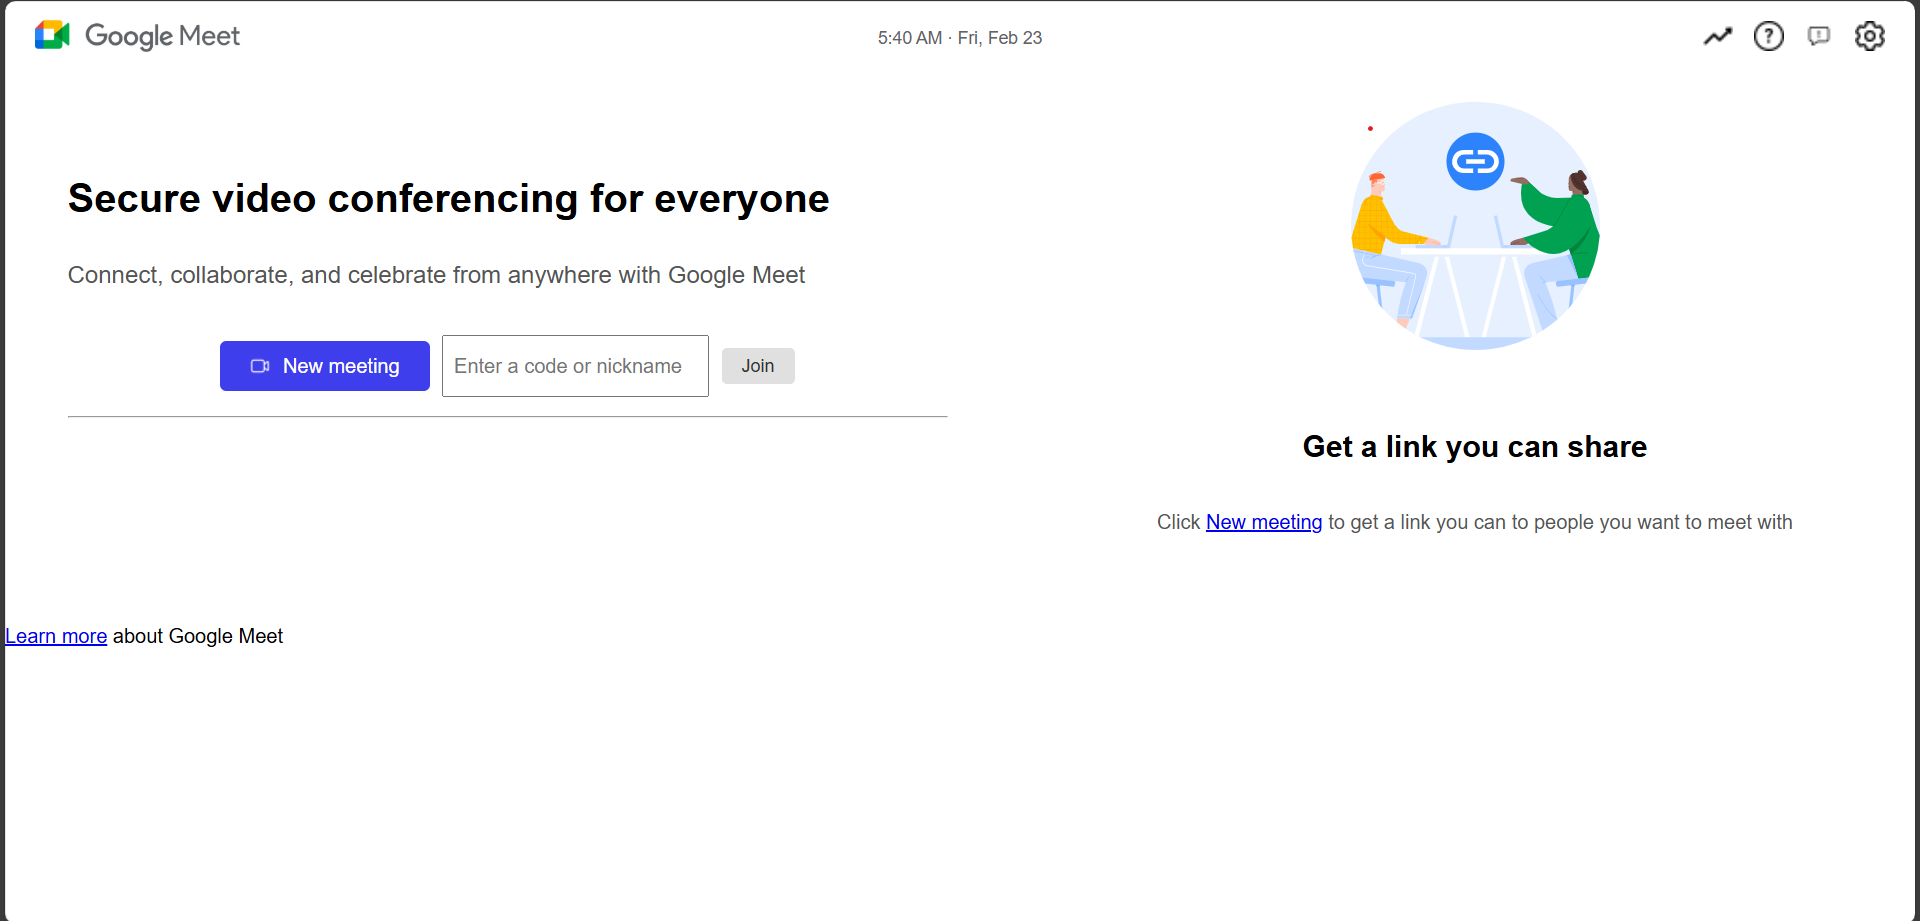 Google Meet
5:40 AM · Fri, Feb 23
Secure video conferencing for everyone
Connect, collaborate, and celebrate from anywhere with Google Meet
New meeting
Enter a code or nickname
Join
Get a link you can share
Click New meeting to get a link you can to people you want to meet with
Learn more about Google Meet